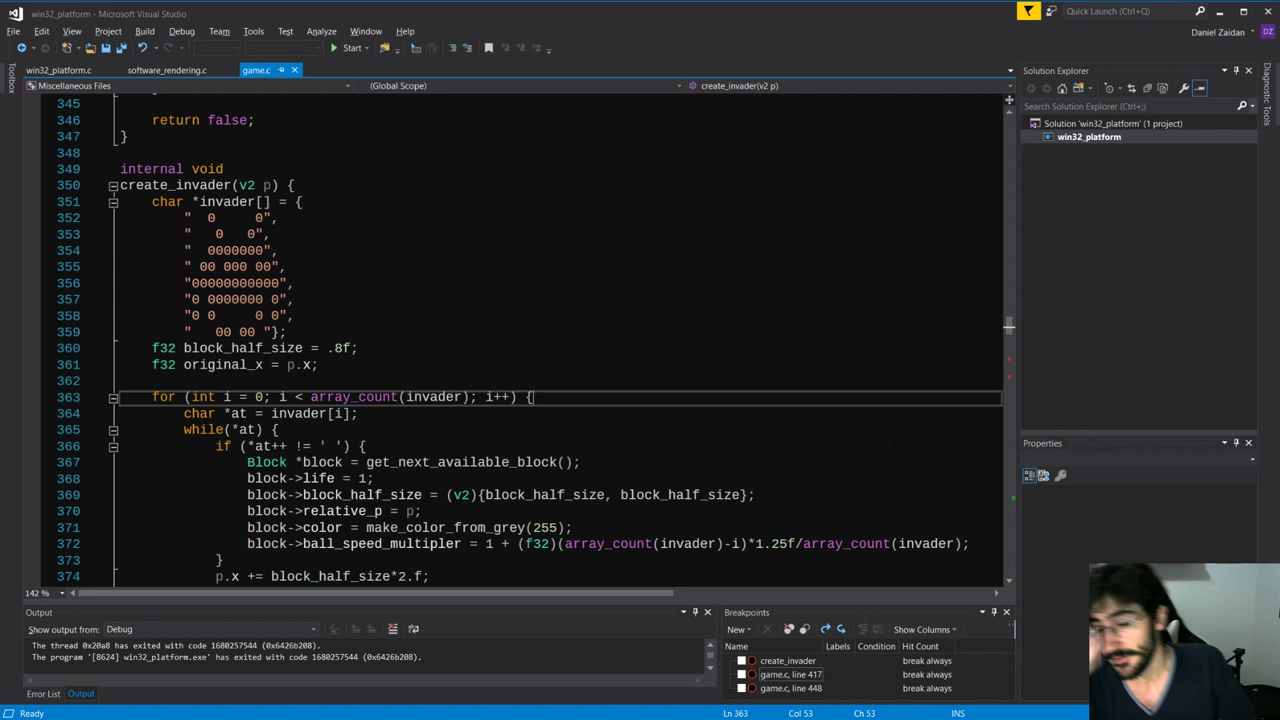 win32_platform - Microsoft Visual Studio
Quick Launch (Ctrl+Q)
File Edit View Project Build Debug Team Tools Test Analyze Window Help
Daniel Zaidan
DZ
Start
win32_platform.c software_rendering.c game.c
Miscellaneous Files (Global Scope) create_invader(v2 p)
Toolbox
345
346 return false;
347 }
348
349 internal void
350 create_invader(v2 p) {
351 char *invader[] = {
352 "  0     0",
353 "   0   0",
354 "  0000000",
355 " 00 000 00",
356 "00000000000",
357 "0 0000000 0",
358 "0 0     0 0",
359 "   00 00 "};
360 f32 block_half_size = .8f;
361 f32 original_x = p.x;
362
363 for (int i = 0; i < array_count(invader); i++) {
364 char *at = invader[i];
365 while(*at) {
366 if (*at++ != ' ') {
367 Block *block = get_next_available_block();
368 block->life = 1;
369 block->block_half_size = (v2){block_half_size, block_half_size};
370 block->relative_p = p;
371 block->color = make_color_from_grey(255);
372 block->ball_speed_multipler = 1 + (f32)(array_count(invader)-i)*1.25f/array_count(invader);
373 }
374 p.x += block_half_size*2.f;
142 %
Solution Explorer
Search Solution Explorer (Ctrl+;)
Solution 'win32_platform' (1 project)
win32_platform
Properties
Diagnostic Tools
Output
Show output from: Debug
The thread 0x20a8 has exited with code 1680257544 (0x6426b208).
The program '[8624] win32_platform.exe' has exited with code 1680257544 (0x6426b208).
Error List Output
Breakpoints
New Show Columns
Name Labels Condition Hit Count
create_invader break always
game.c, line 417 break always
game.c, line 448 break always
Ready Ln 363 Col 53 Ch 53 INS